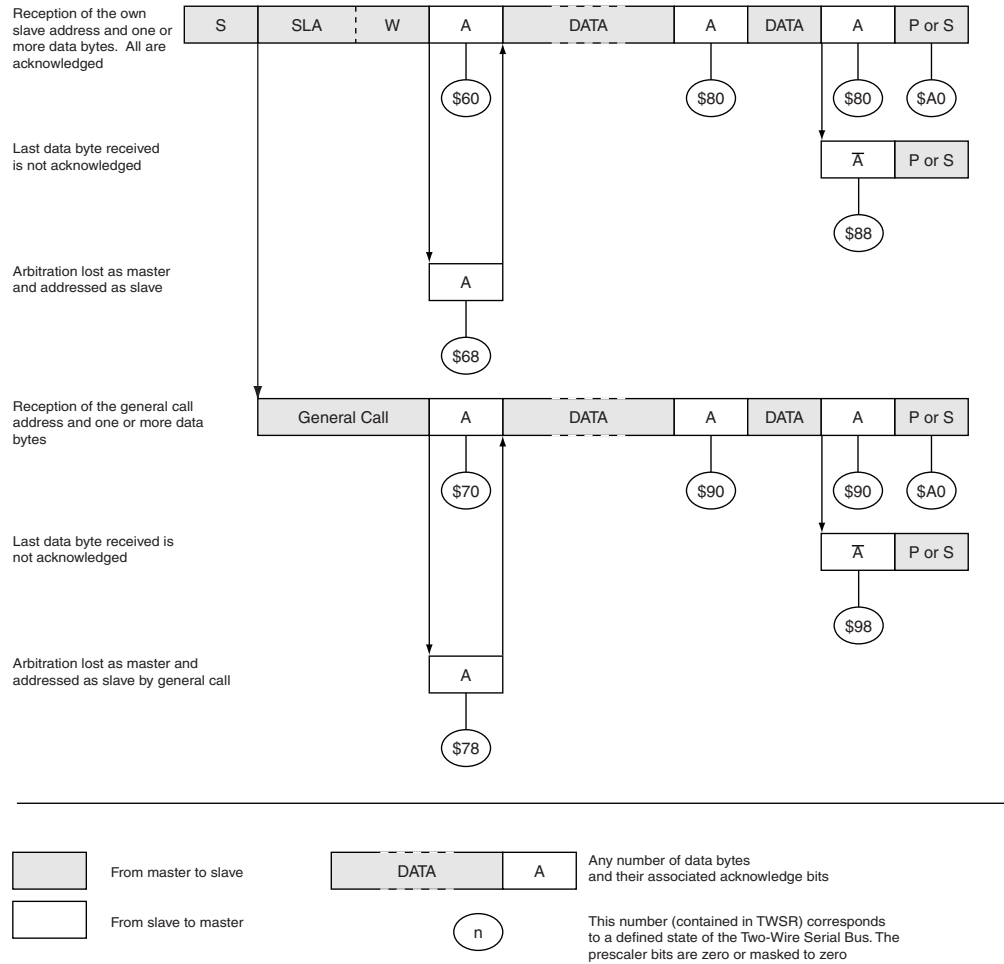 Reception of the own
slave address and one or
more data bytes. All are
acknowledged
S SLA W A DATA A DATA A P or S
$60 $80 $80 $A0
Last data byte received
is not acknowledged
A̅ P or S
$88
Arbitration lost as master
and addressed as slave
A
$68
Reception of the general call
address and one or more data
bytes
General Call A DATA A DATA A P or S
$70 $90 $90 $A0
Last data byte received is
not acknowledged
A̅ P or S
$98
Arbitration lost as master and
addressed as slave by general call
A
$78
From master to slave
DATA A
Any number of data bytes
and their associated acknowledge bits
From slave to master
n
This number (contained in TWSR) corresponds
to a defined state of the Two-Wire Serial Bus. The
prescaler bits are zero or masked to zero